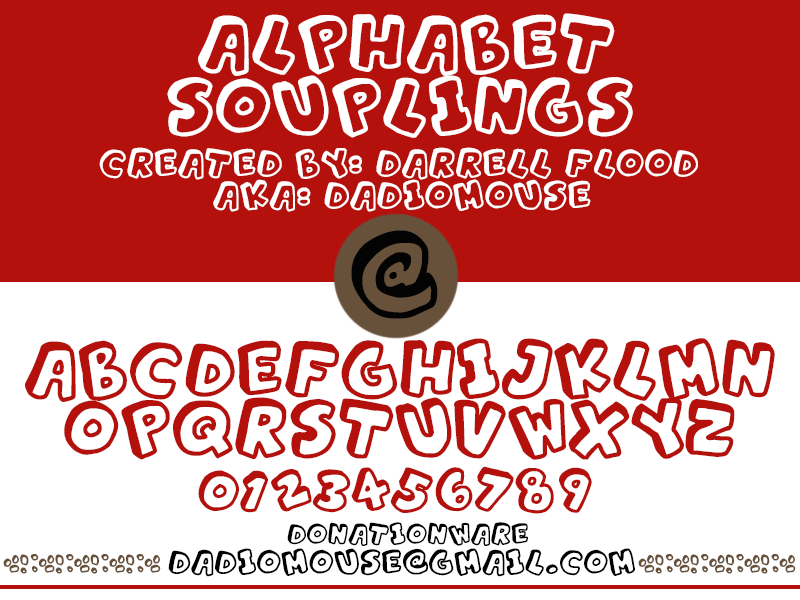 ALPHABET
SOUPLINGS
CREATED BY: DARRELL FLOOD
AKA: DADIOMOUSE
@
ABCDEFGHIJKLMN
OPQRSTUVWXYZ
0123456789
DONATIONWARE
DADIOMOUSE@GMAIL.COM